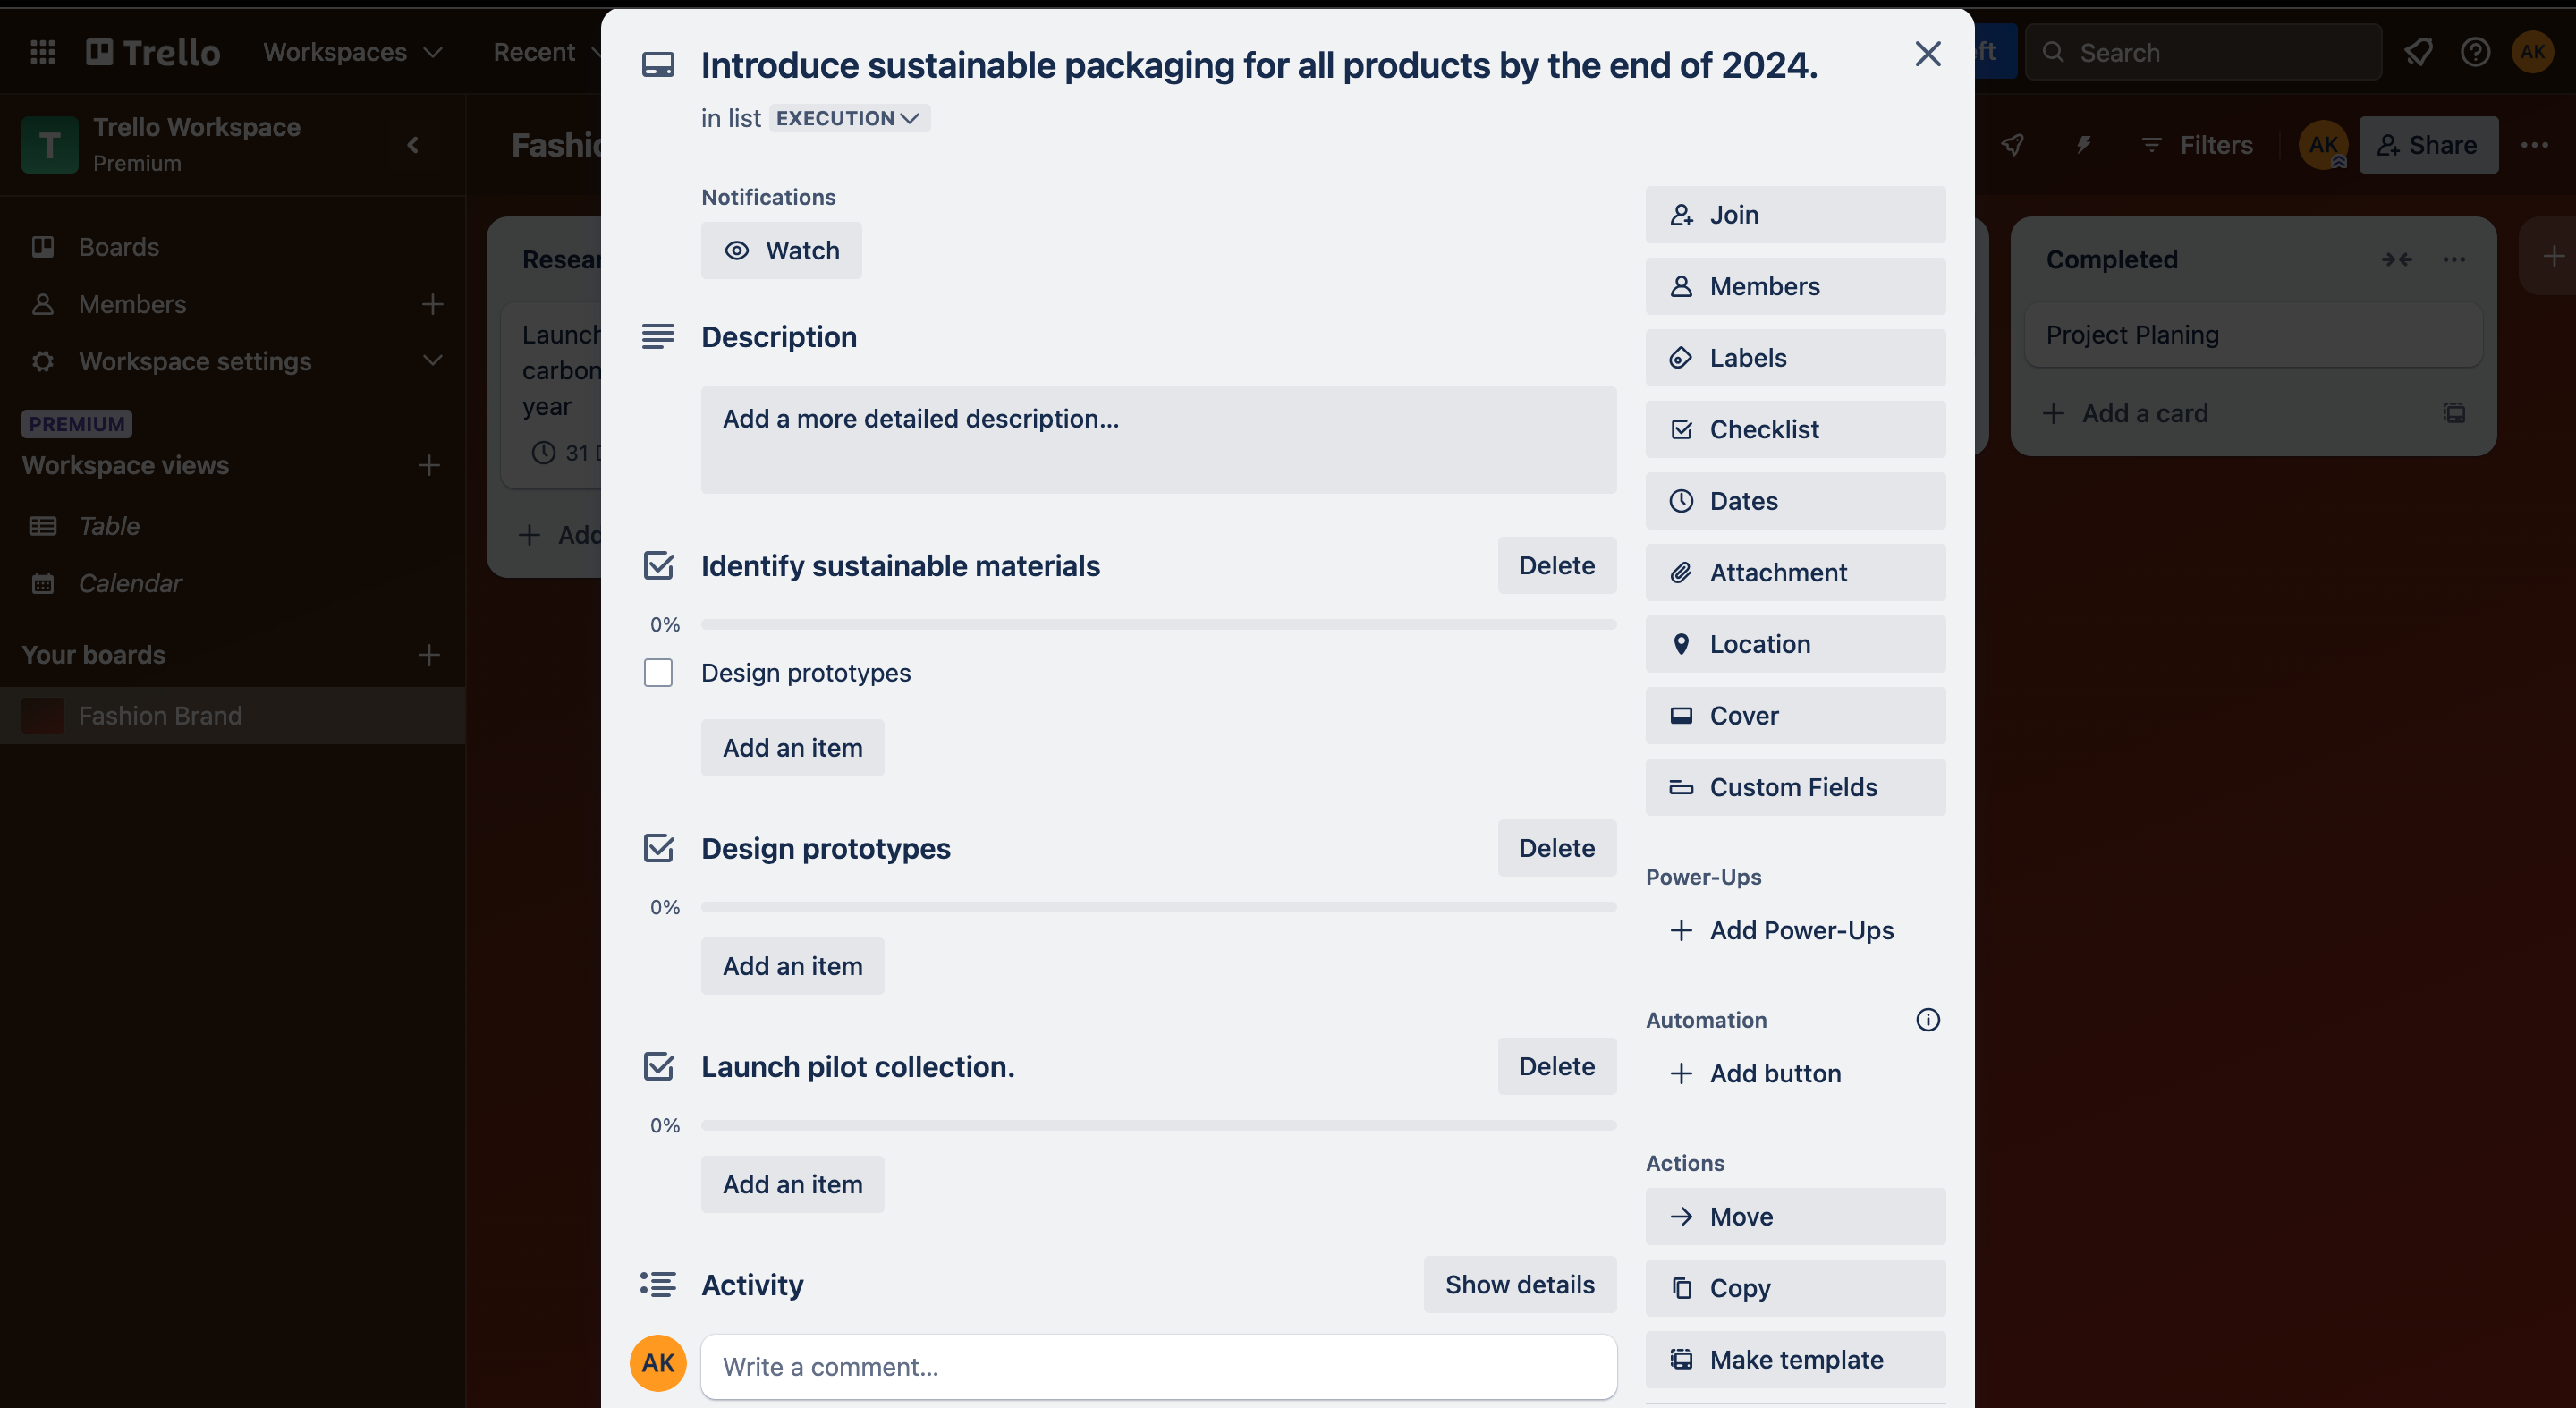 Trello
Workspaces
Recent
Search
AK
T
Trello Workspace
Premium
Boards
Members
Workspace settings
PREMIUM
Workspace views
Table
Calendar
Your boards
Fashion Brand
Introduce sustainable packaging for all products by the end of 2024.
in list EXECUTION
Notifications
Watch
Description
Add a more detailed description...
Identify sustainable materials
Delete
0%
Design prototypes
Add an item
Design prototypes
Delete
0%
Add an item
Launch pilot collection.
Delete
0%
Add an item
Activity
Show details
AK
Write a comment...
Join
Members
Labels
Checklist
Dates
Attachment
Location
Cover
Custom Fields
Power-Ups
Add Power-Ups
Automation
Add button
Actions
Move
Copy
Make template
Filters
AK
Share
Launch
carbon
year
31
Completed
Project Planing
Add a card